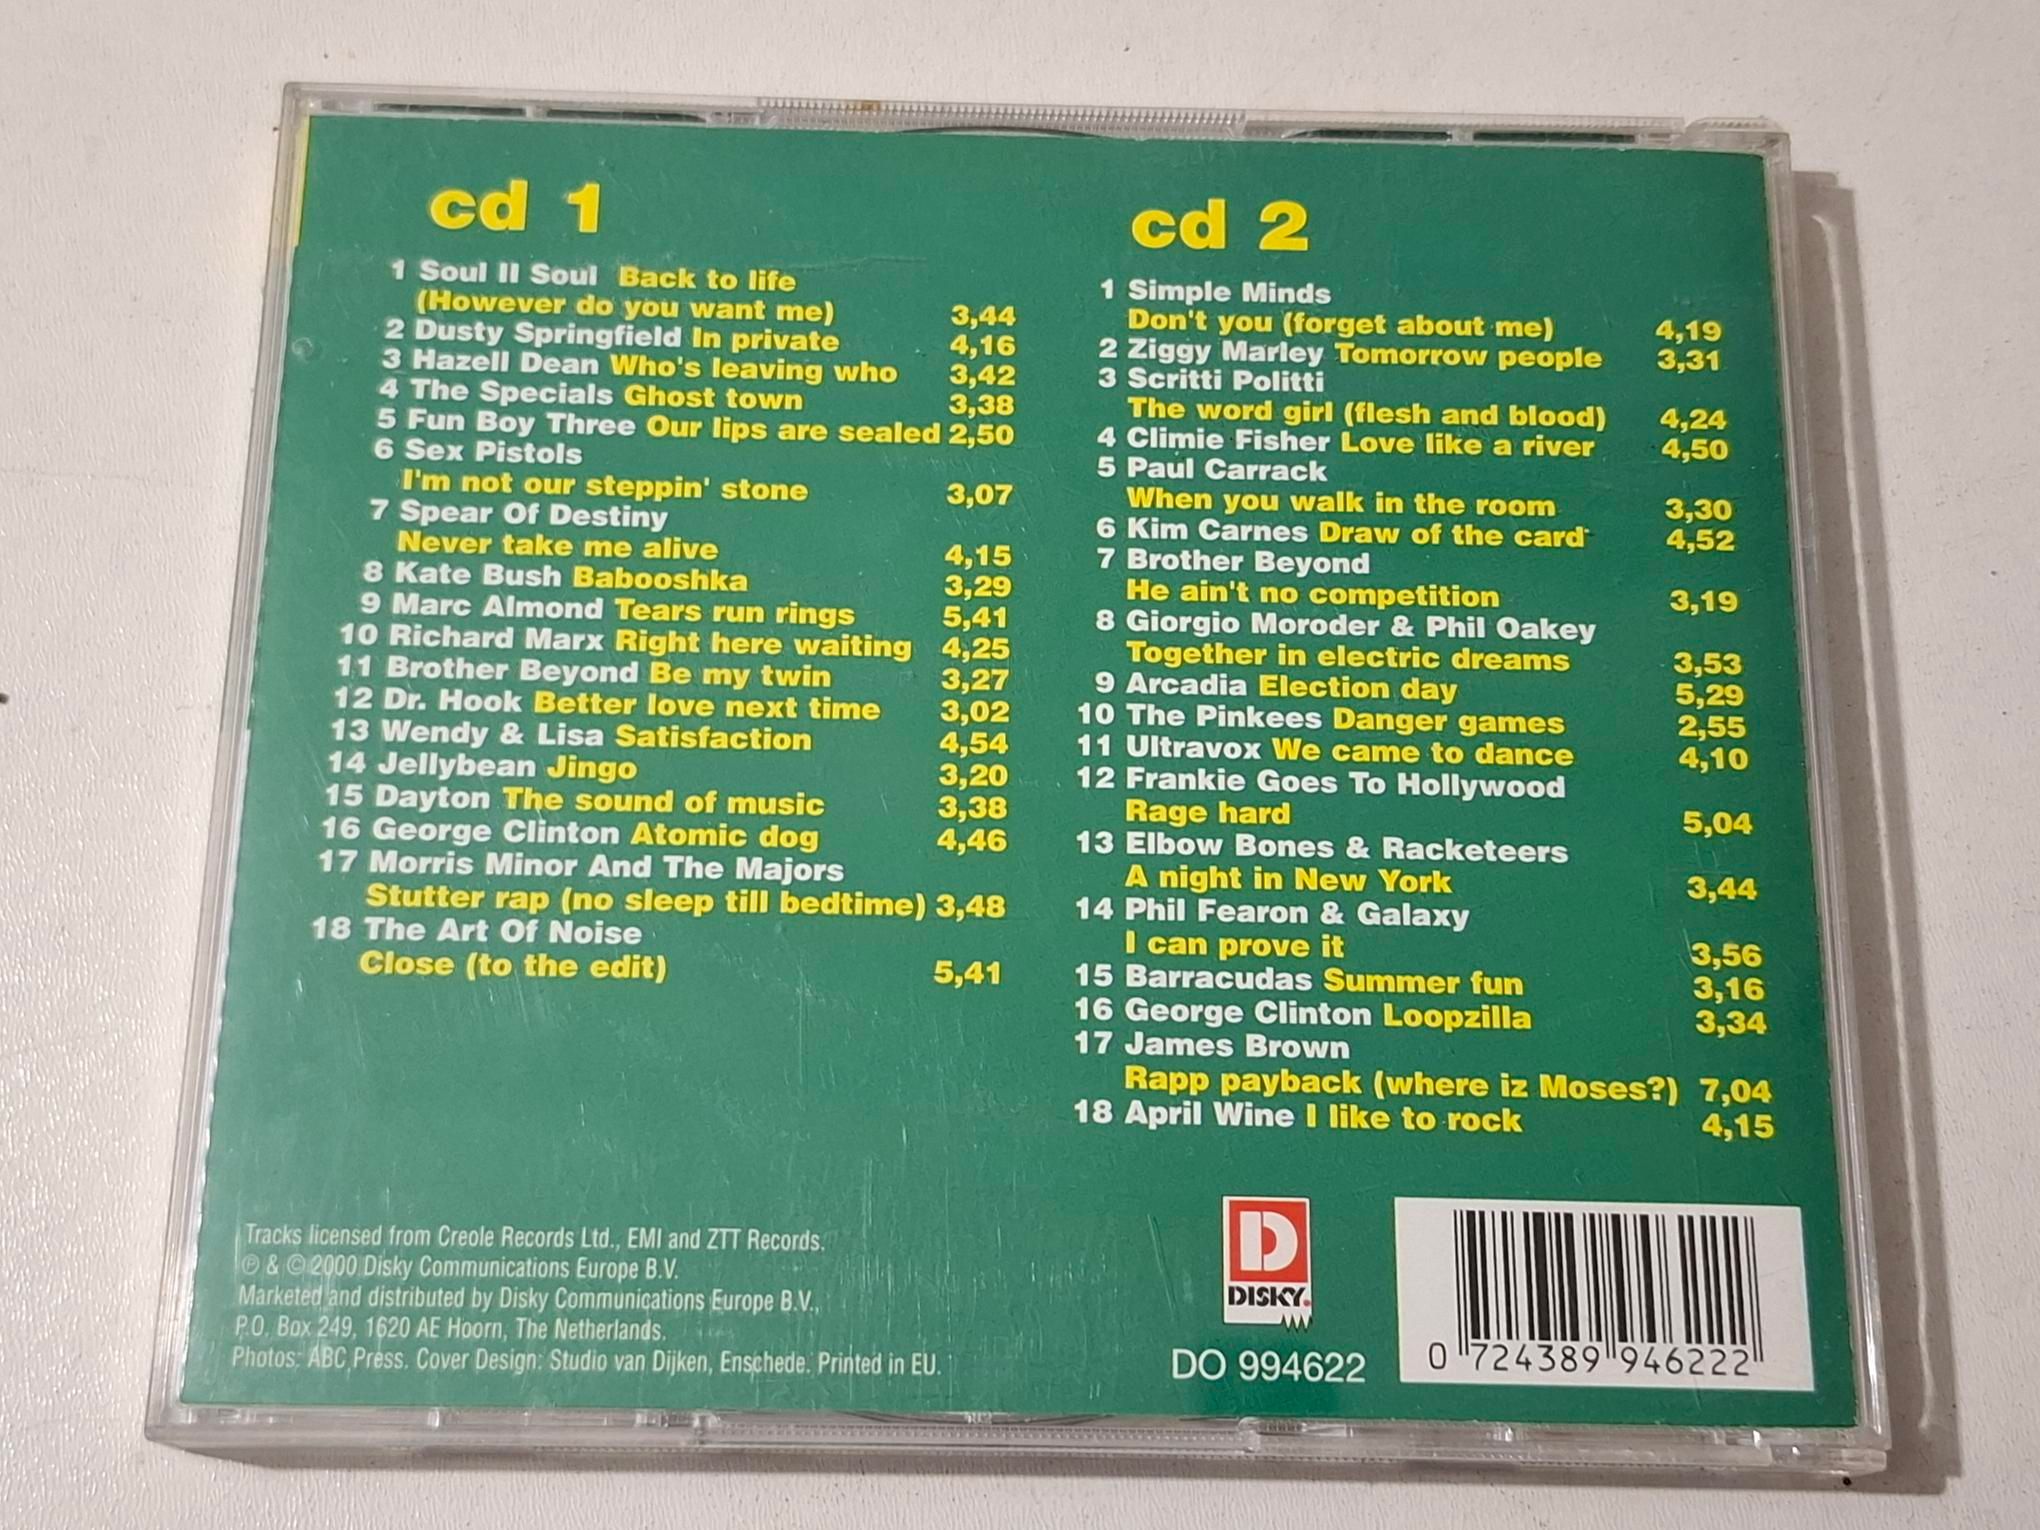 cd 1
1 Soul II Soul Back to life
(However do you want me) 3,44
2 Dusty Springfield In private 4,16
3 Hazell Dean Who's leaving who 3,42
4 The Specials Ghost town 3,38
5 Fun Boy Three Our lips are sealed 2,50
6 Sex Pistols
I'm not our steppin' stone 3,07
7 Spear Of Destiny
Never take me alive 4,15
8 Kate Bush Babooshka 3,29
9 Marc Almond Tears run rings 5,41
10 Richard Marx Right here waiting 4,25
11 Brother Beyond Be my twin 3,27
12 Dr. Hook Better love next time 3,02
13 Wendy & Lisa Satisfaction 4,54
14 Jellybean Jingo 3,20
15 Dayton The sound of music 3,38
16 George Clinton Atomic dog 4,46
17 Morris Minor And The Majors
Stutter rap (no sleep till bedtime) 3,48
18 The Art Of Noise
Close (to the edit) 5,41
cd 2
1 Simple Minds
Don't you (forget about me) 4,19
2 Ziggy Marley Tomorrow people 3,31
3 Scritti Politti
The word girl (flesh and blood) 4,24
4 Climie Fisher Love like a river 4,50
5 Paul Carrack
When you walk in the room 3,30
6 Kim Carnes Draw of the card 4,52
7 Brother Beyond
He ain't no competition 3,19
8 Giorgio Moroder & Phil Oakey
Together in electric dreams 3,53
9 Arcadia Election day 5,29
10 The Pinkees Danger games 2,55
11 Ultravox We came to dance 4,10
12 Frankie Goes To Hollywood
Rage hard 5,04
13 Elbow Bones & Racketeers
A night in New York 3,44
14 Phil Fearon & Galaxy
I can prove it 3,56
15 Barracudas Summer fun 3,16
16 George Clinton Loopzilla 3,34
17 James Brown
Rapp payback (where iz Moses?) 7,04
18 April Wine I like to rock 4,15
Tracks licensed from Creole Records Ltd., EMI and ZTT Records.
℗ & © 2000 Disky Communications Europe B.V.
Marketed and distributed by Disky Communications Europe B.V.,
P.O. Box 249, 1620 AE Hoorn, The Netherlands.
Photos: ABC Press. Cover Design: Studio van Dijken, Enschede. Printed in EU.
D
DISKY.
DO 994622
0 724389 946222